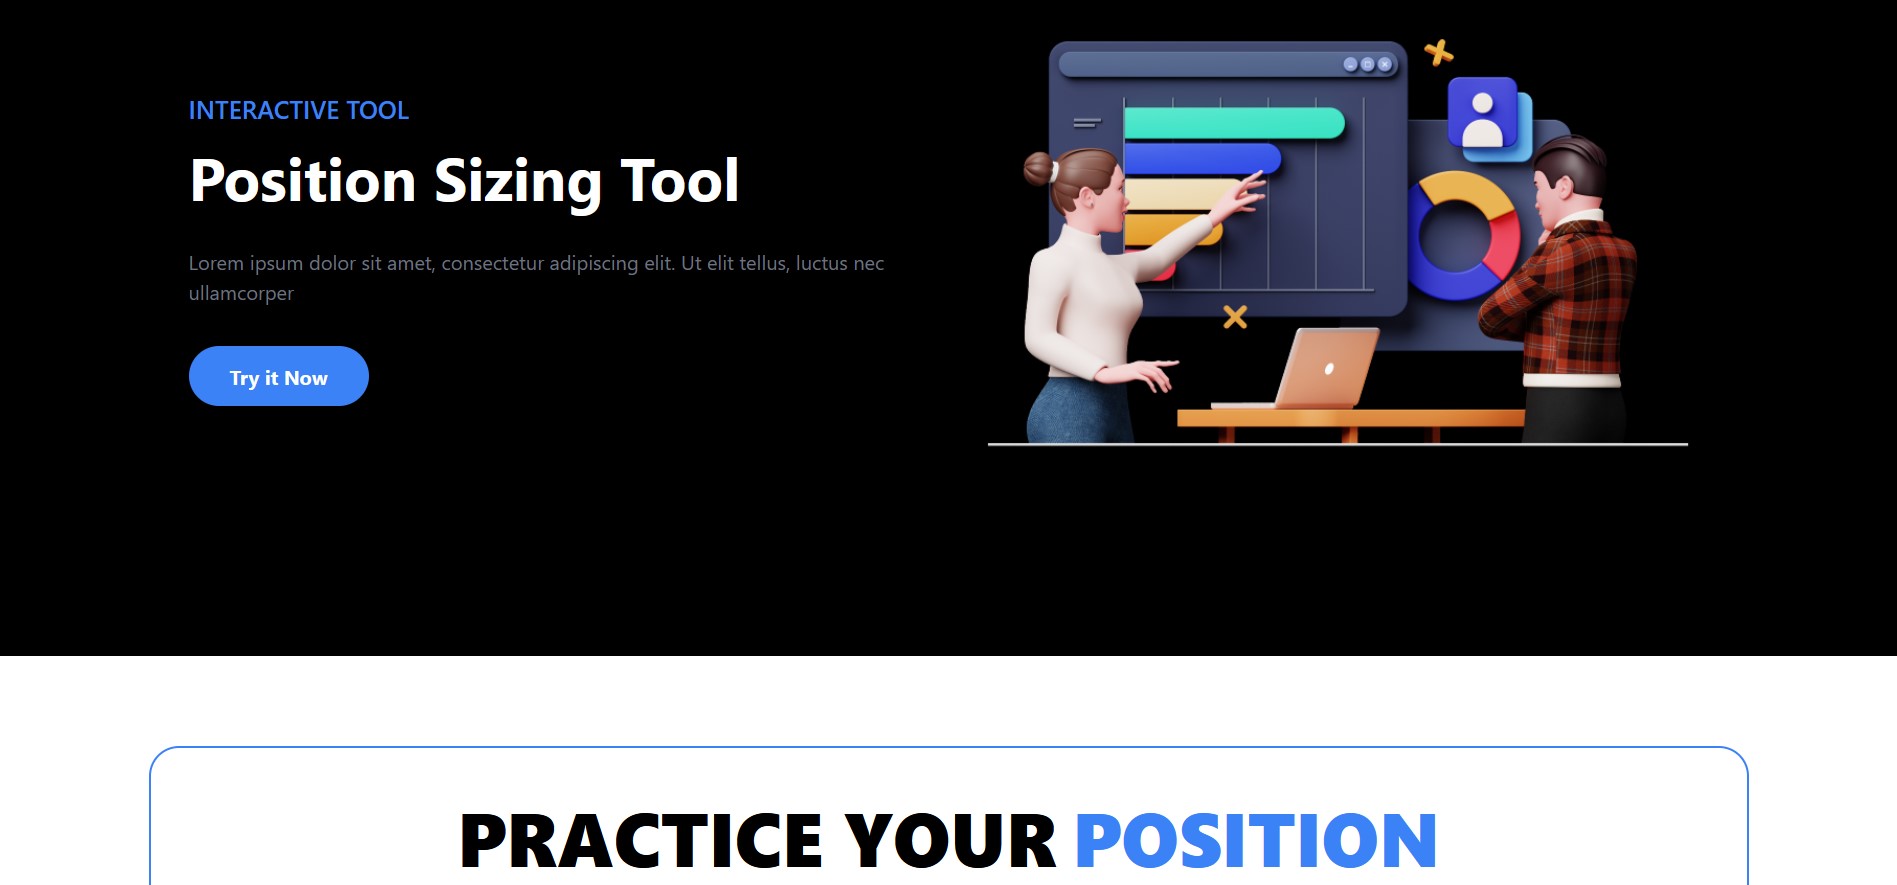 INTERACTIVE TOOL
Position Sizing Tool
Lorem ipsum dolor sit amet, consectetur adipiscing elit. Ut elit tellus, luctus nec
ullamcorper
Try it Now
PRACTICE YOUR POSITION